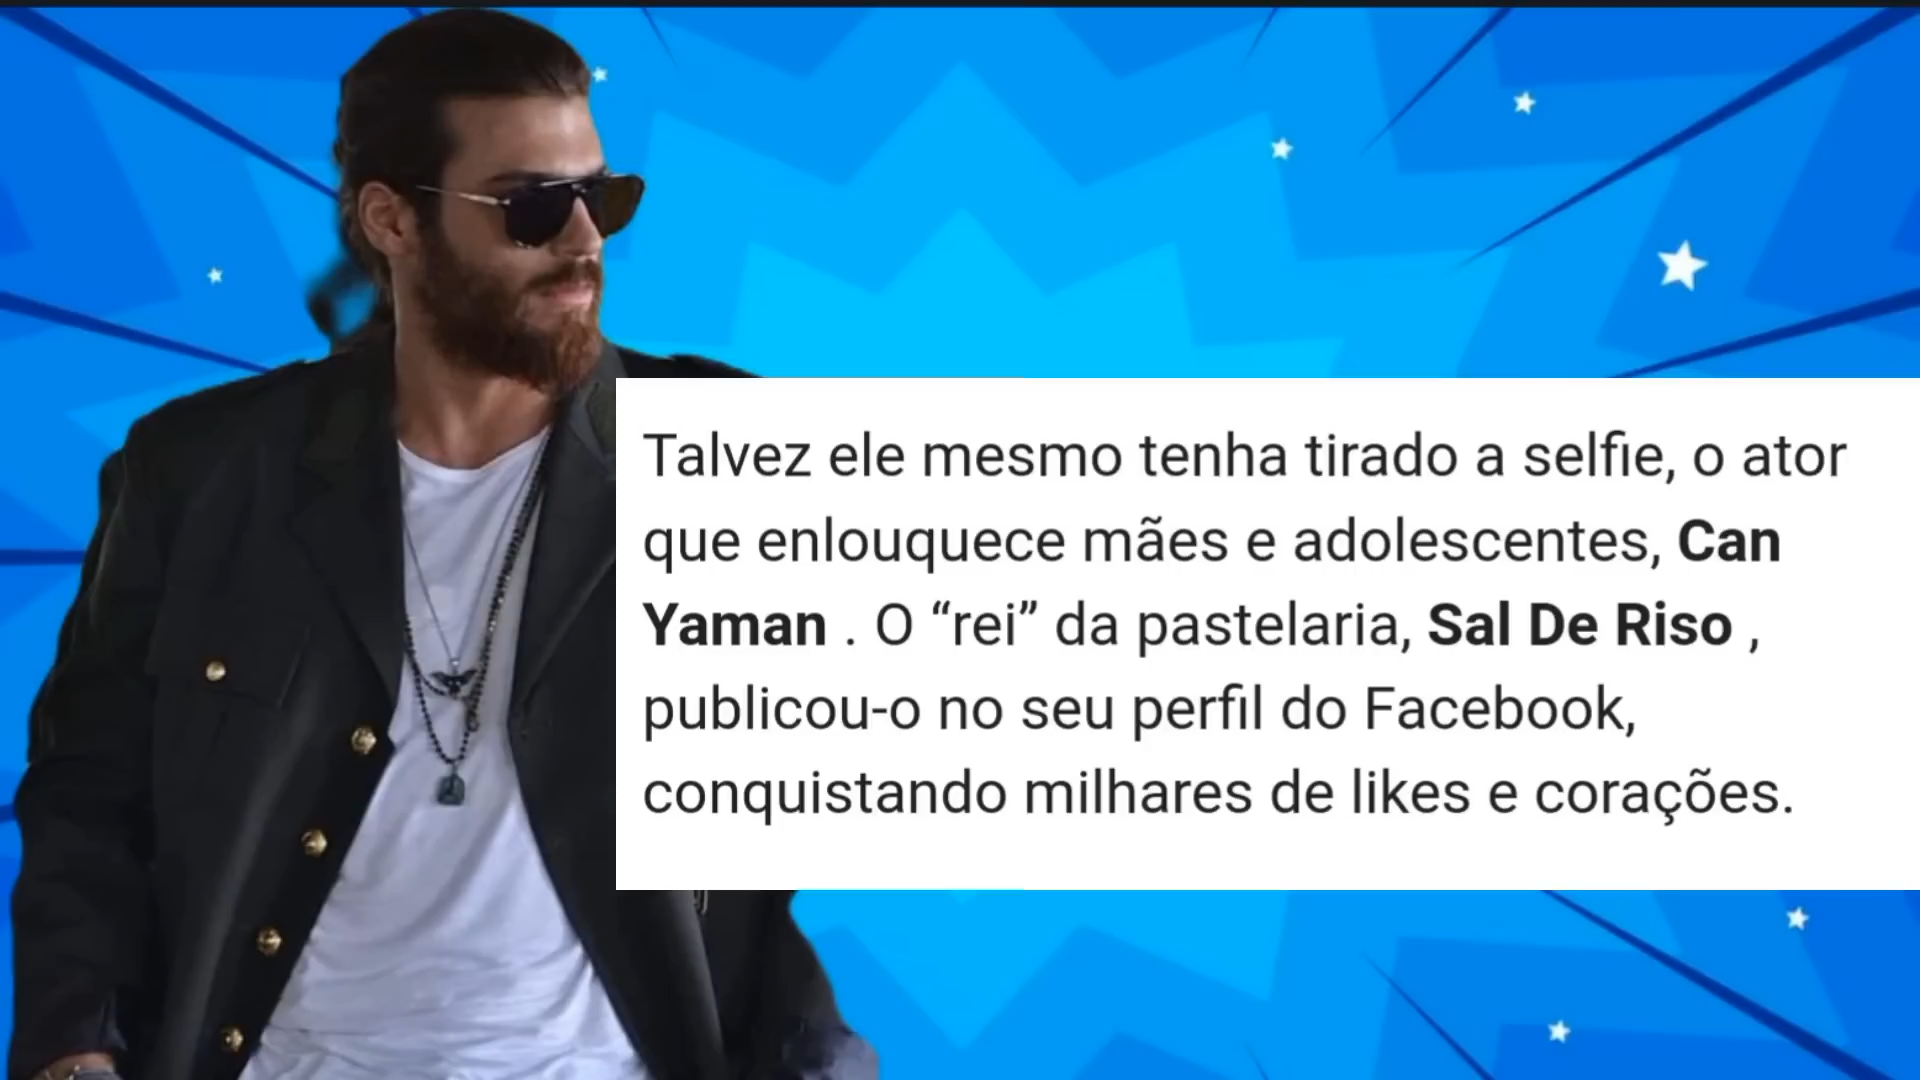 Talvez ele mesmo tenha tirado a selfie, o ator
que enlouquece mães e adolescentes, Can
Yaman . O “rei” da pastelaria, Sal De Riso ,
publicou-o no seu perfil do Facebook,
conquistando milhares de likes e corações.